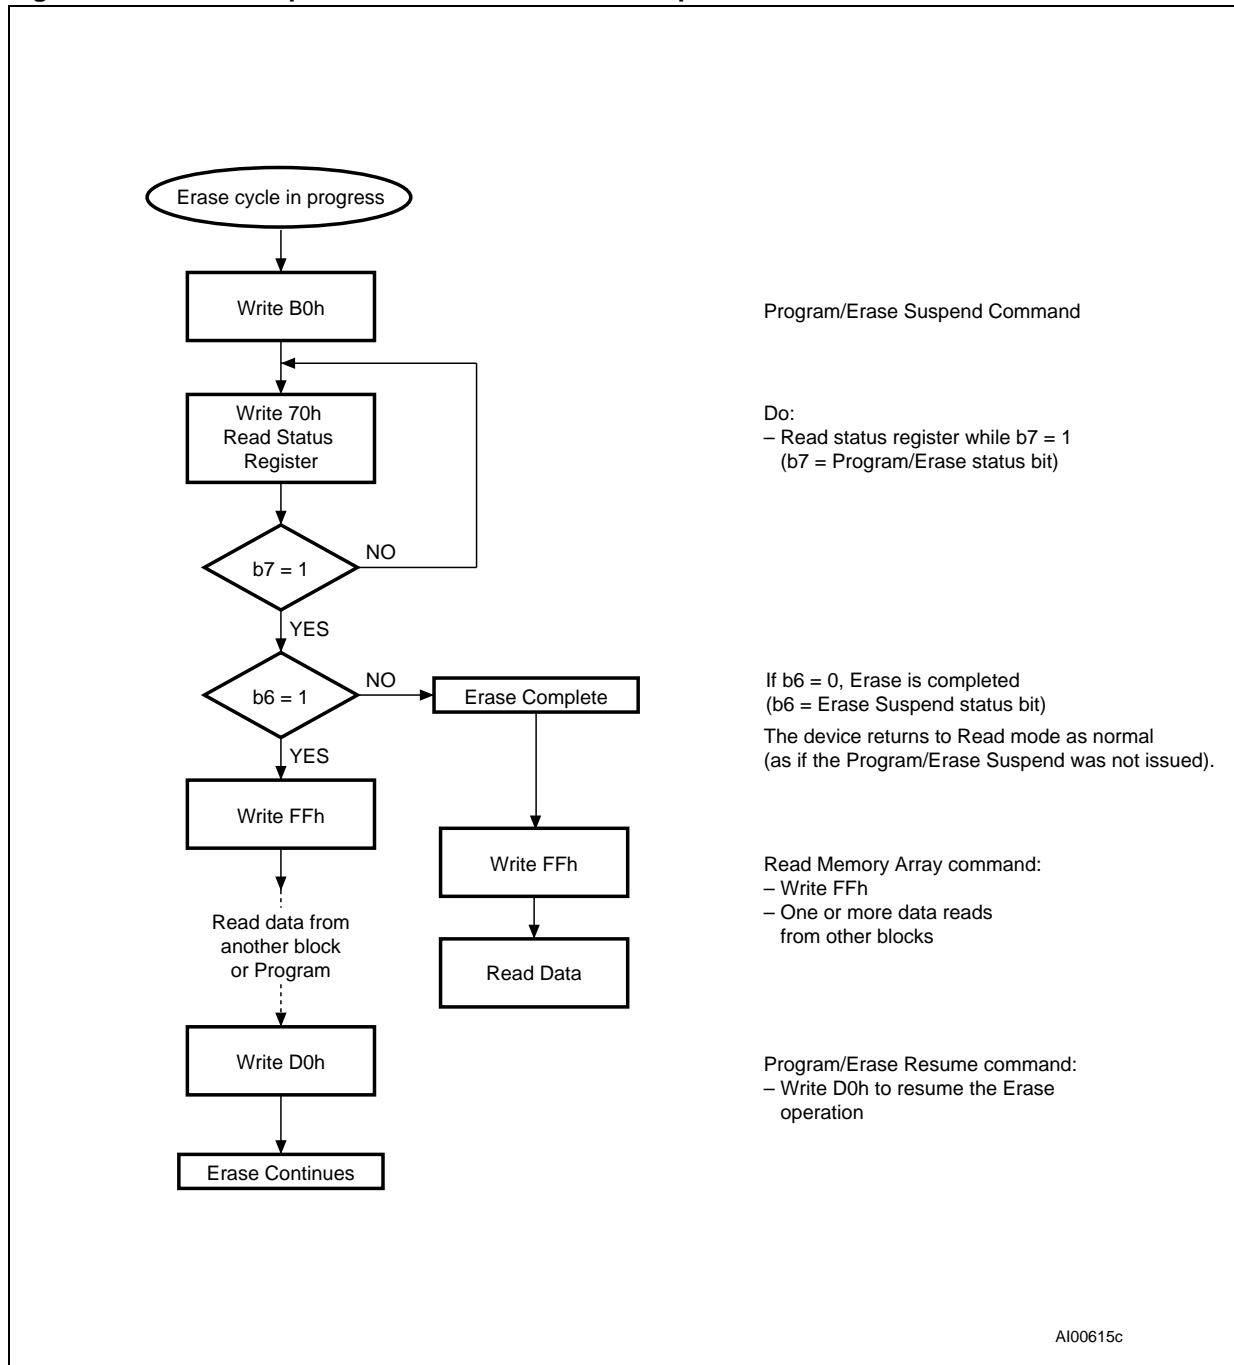 Erase cycle in progress
Write B0h
Program/Erase Suspend Command
Write 70h
Read Status
Register
Do:
– Read status register while b7 = 1
(b7 = Program/Erase status bit)
b7 = 1
NO
YES
b6 = 1
NO
Erase Complete
If b6 = 0, Erase is completed
(b6 = Erase Suspend status bit)
The device returns to Read mode as normal
(as if the Program/Erase Suspend was not issued).
YES
Write FFh
Write FFh
Read Memory Array command:
– Write FFh
– One or more data reads
from other blocks
Read data from
another block
or Program
Read Data
Write D0h
Program/Erase Resume command:
– Write D0h to resume the Erase
operation
Erase Continues
AI00615c